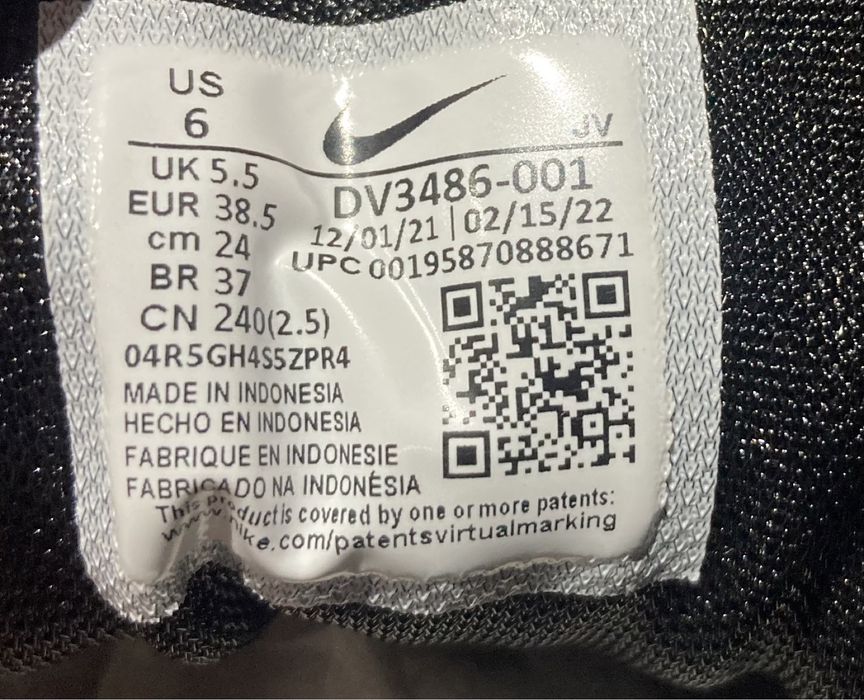 US
6
JV
UK 5.5
EUR 38.5
cm 24
BR 37
CN 240(2.5)
DV3486-001
12/01/21 | 02/15/22
UPC 00195870888671
04R5GH4S5ZPR4
MADE IN INDONESIA
HECHO EN INDONESIA
FABRIQUE EN INDONESIE
FABRICADO NA INDONÉSIA
This product is covered by one or more patents:
www.nike.com/patentsvirtualmarking